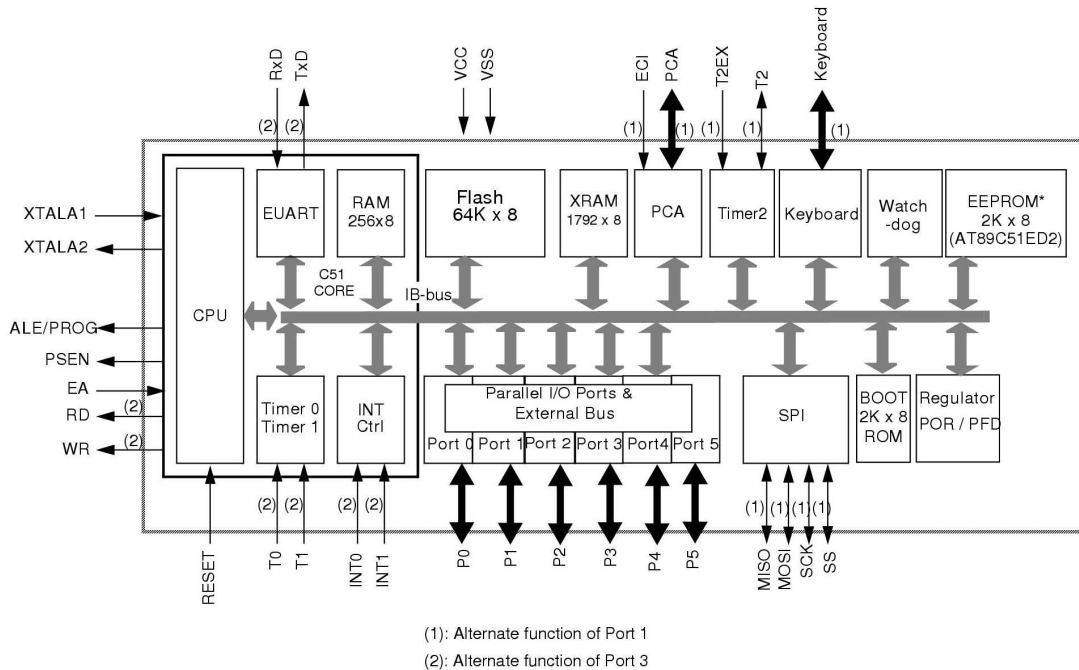 RxD
TxD
VCC
VSS
ECI
PCA
T2EX
T2
Keyboard
(2)
(2)
(1)
(1)
(1)
(1)
(1)
XTALA1
XTALA2
ALE/PROG
PSEN
EA
RD
(2)
WR
(2)
CPU
EUART
RAM
256x8
Flash
64K x 8
XRAM
1792 x 8
PCA
Timer2
Keyboard
Watch
-dog
EEPROM*
2K x 8
(AT89C51ED2)
C51
CORE
IB-bus
Timer 0
Timer 1
INT
Ctrl
Parallel I/O Ports &
External Bus
Port 0
Port 1
Port 2
Port 3
Port4
Port 5
SPI
BOOT
2K x 8
ROM
Regulator
POR / PFD
(2)
(2)
(2)
(2)
(1)
(1)
(1)
(1)
RESET
T0
T1
INT0
INT1
P0
P1
P2
P3
P4
P5
MISO
MOSI
SCK
SS
(1): Alternate function of Port 1
(2): Alternate function of Port 3